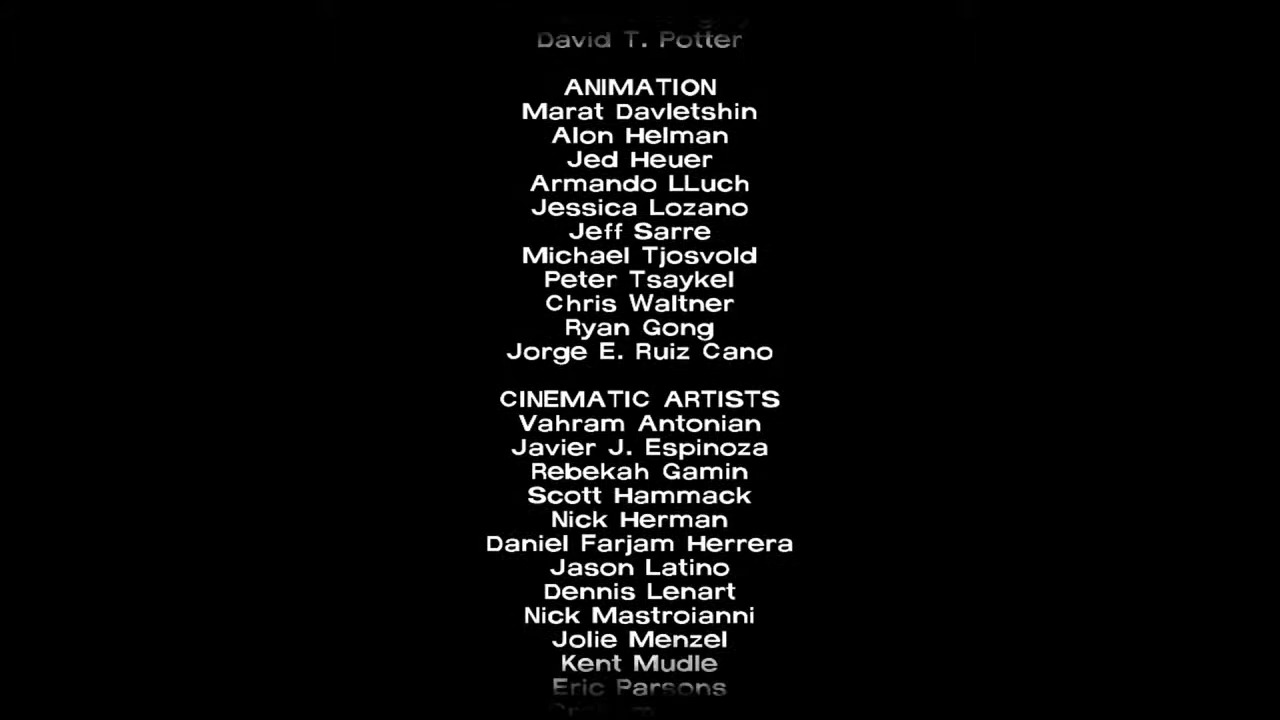 David T. Potter
ANIMATION
Marat Davletshin
Alon Helman
Jed Heuer
Armando LLuch
Jessica Lozano
Jeff Sarre
Michael Tjosvold
Peter Tsaykel
Chris Waltner
Ryan Gong
Jorge E. Ruiz Cano
CINEMATIC ARTISTS
Vahram Antonian
Javier J. Espinoza
Rebekah Gamin
Scott Hammack
Nick Herman
Daniel Farjam Herrera
Jason Latino
Dennis Lenart
Nick Mastroianni
Jolie Menzel
Kent Mudle
Eric Parsons